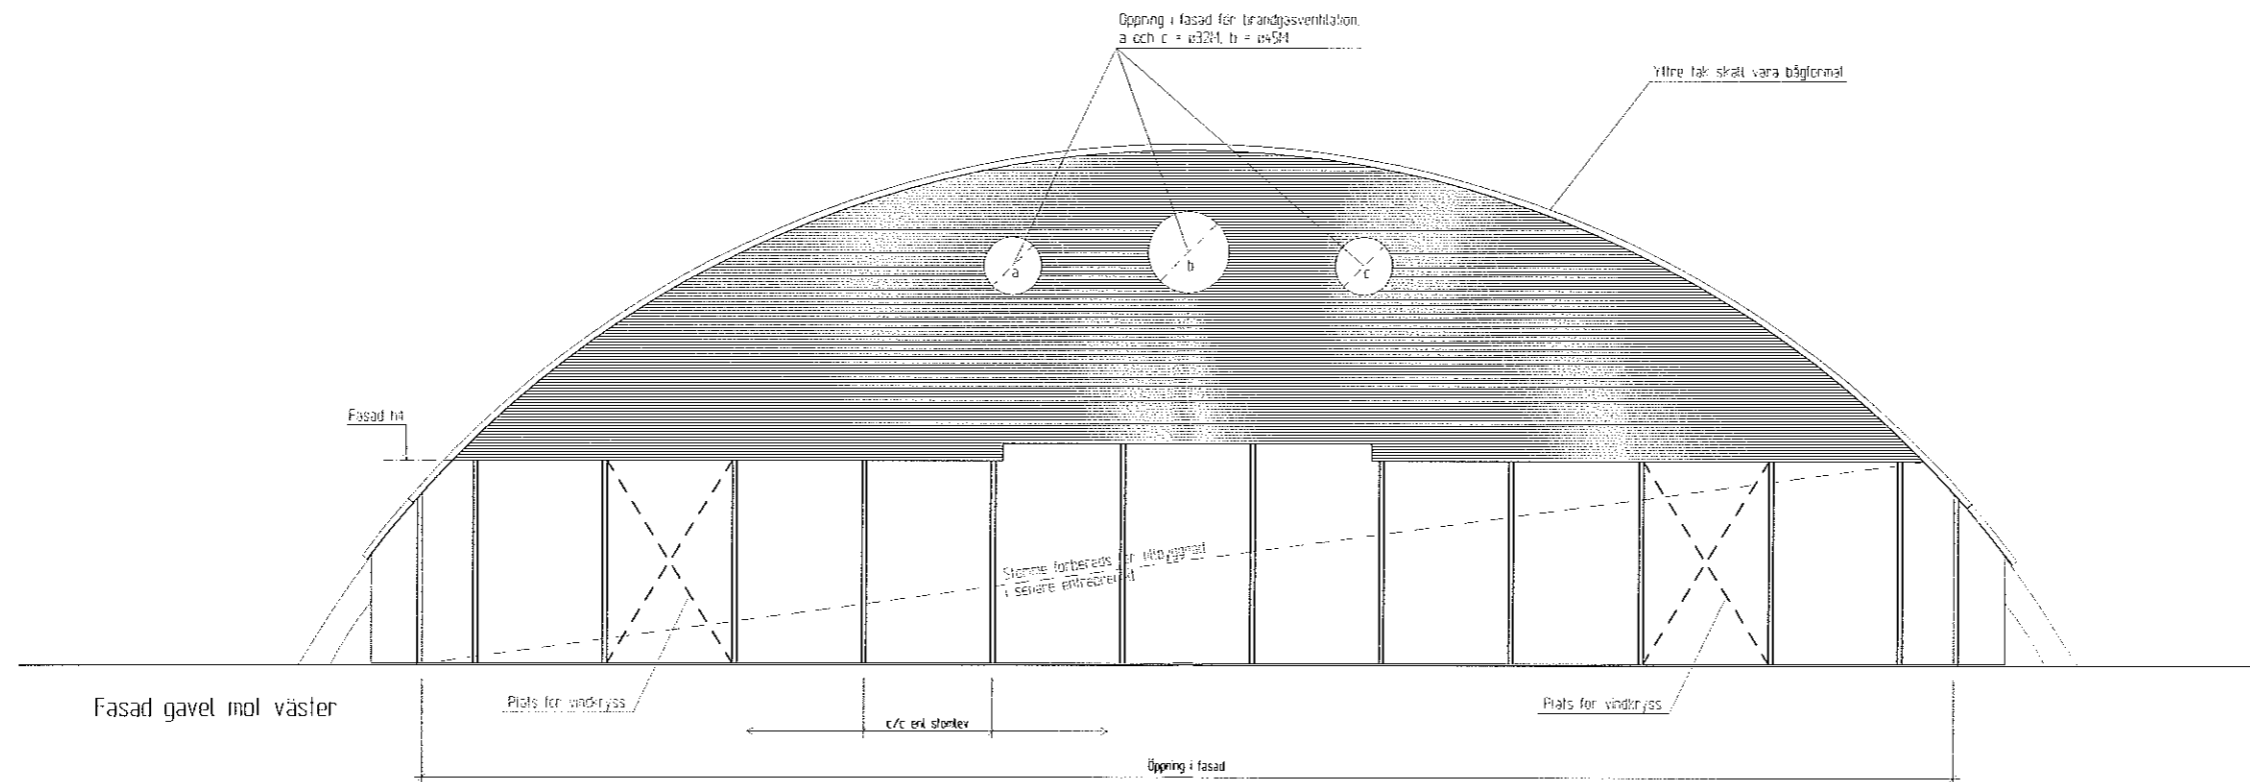 Öppning i fasad för brandgasventilation.
a och c = ø32M, b = ø45M
Yttre tak skall vara bågformat
a
b
c
Fasad h4
Stomme förbereds för tillbyggnad
i senare entreprenad
Fasad gavel mot väster
Plats för vindkryss
Plats för vindkryss
c/c enl stomlev
Öppning i fasad